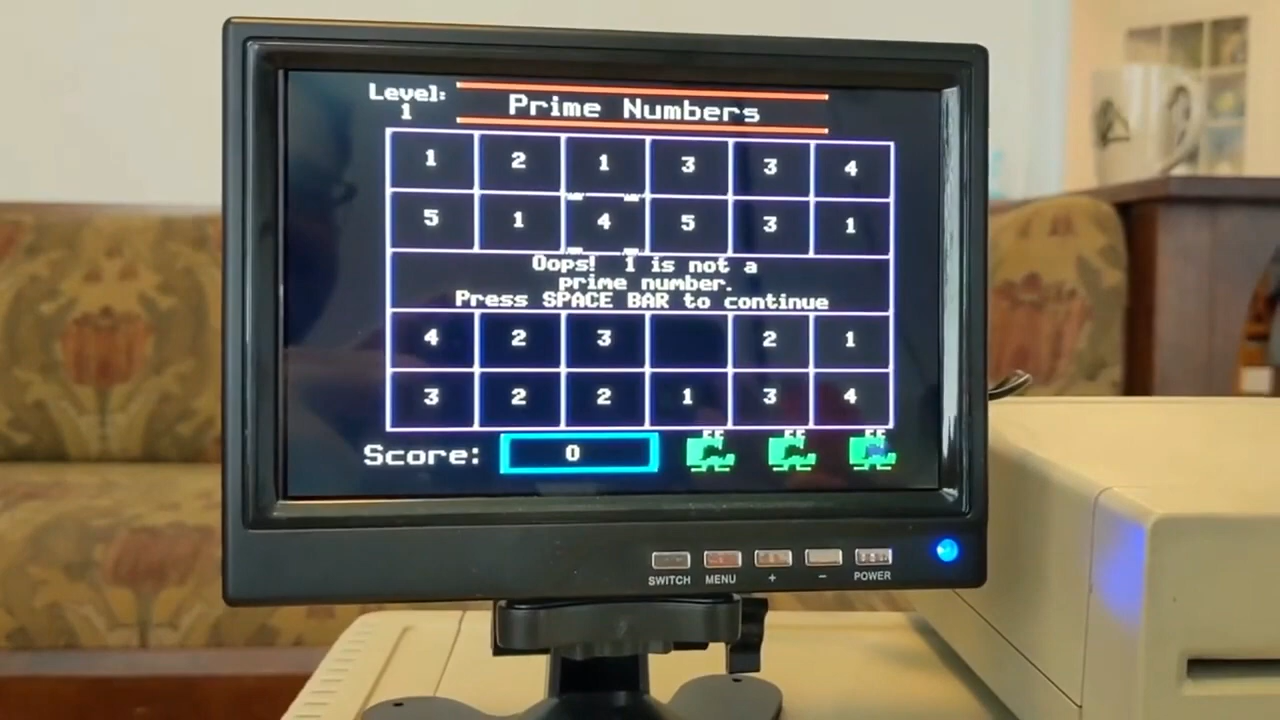 Level:
1
Prime Numbers
1 2 1 3 3 4
5 1 4 5 3 1
Oops! 1 is not a
prime number.
Press SPACE BAR to continue
4 2 3 2 1
3 2 2 1 3 4
Score: 0
SWITCH MENU + - POWER